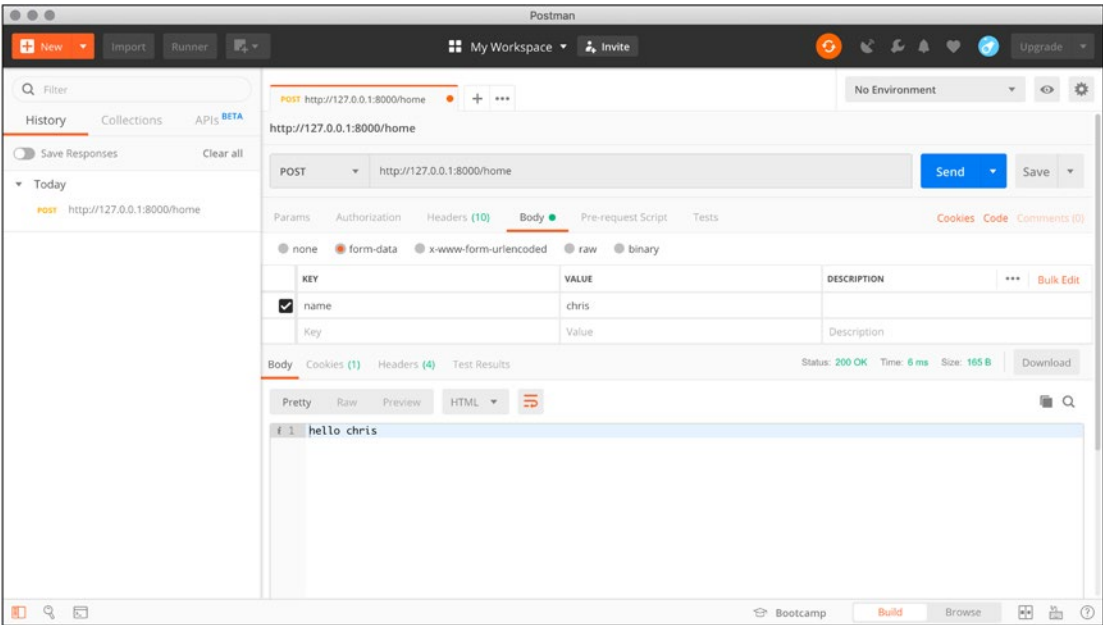 Postman
New Import Runner My Workspace Invite Upgrade
Filter
History Collections APIs BETA
Save Responses Clear all
Today
POST http://127.0.0.1:8000/home
POST http://127.0.0.1:8000/home
No Environment
http://127.0.0.1:8000/home
POST http://127.0.0.1:8000/home Send Save
Params Authorization Headers (10) Body Pre-request Script Tests Cookies Code Comments (0)
none form-data x-www-form-urlencoded raw binary
KEY VALUE DESCRIPTION Bulk Edit
name chris
Key Value Description
Body Cookies (1) Headers (4) Test Results Status: 200 OK Time: 6 ms Size: 165 B Download
Pretty Raw Preview HTML
i 1 hello chris
Bootcamp Build Browse